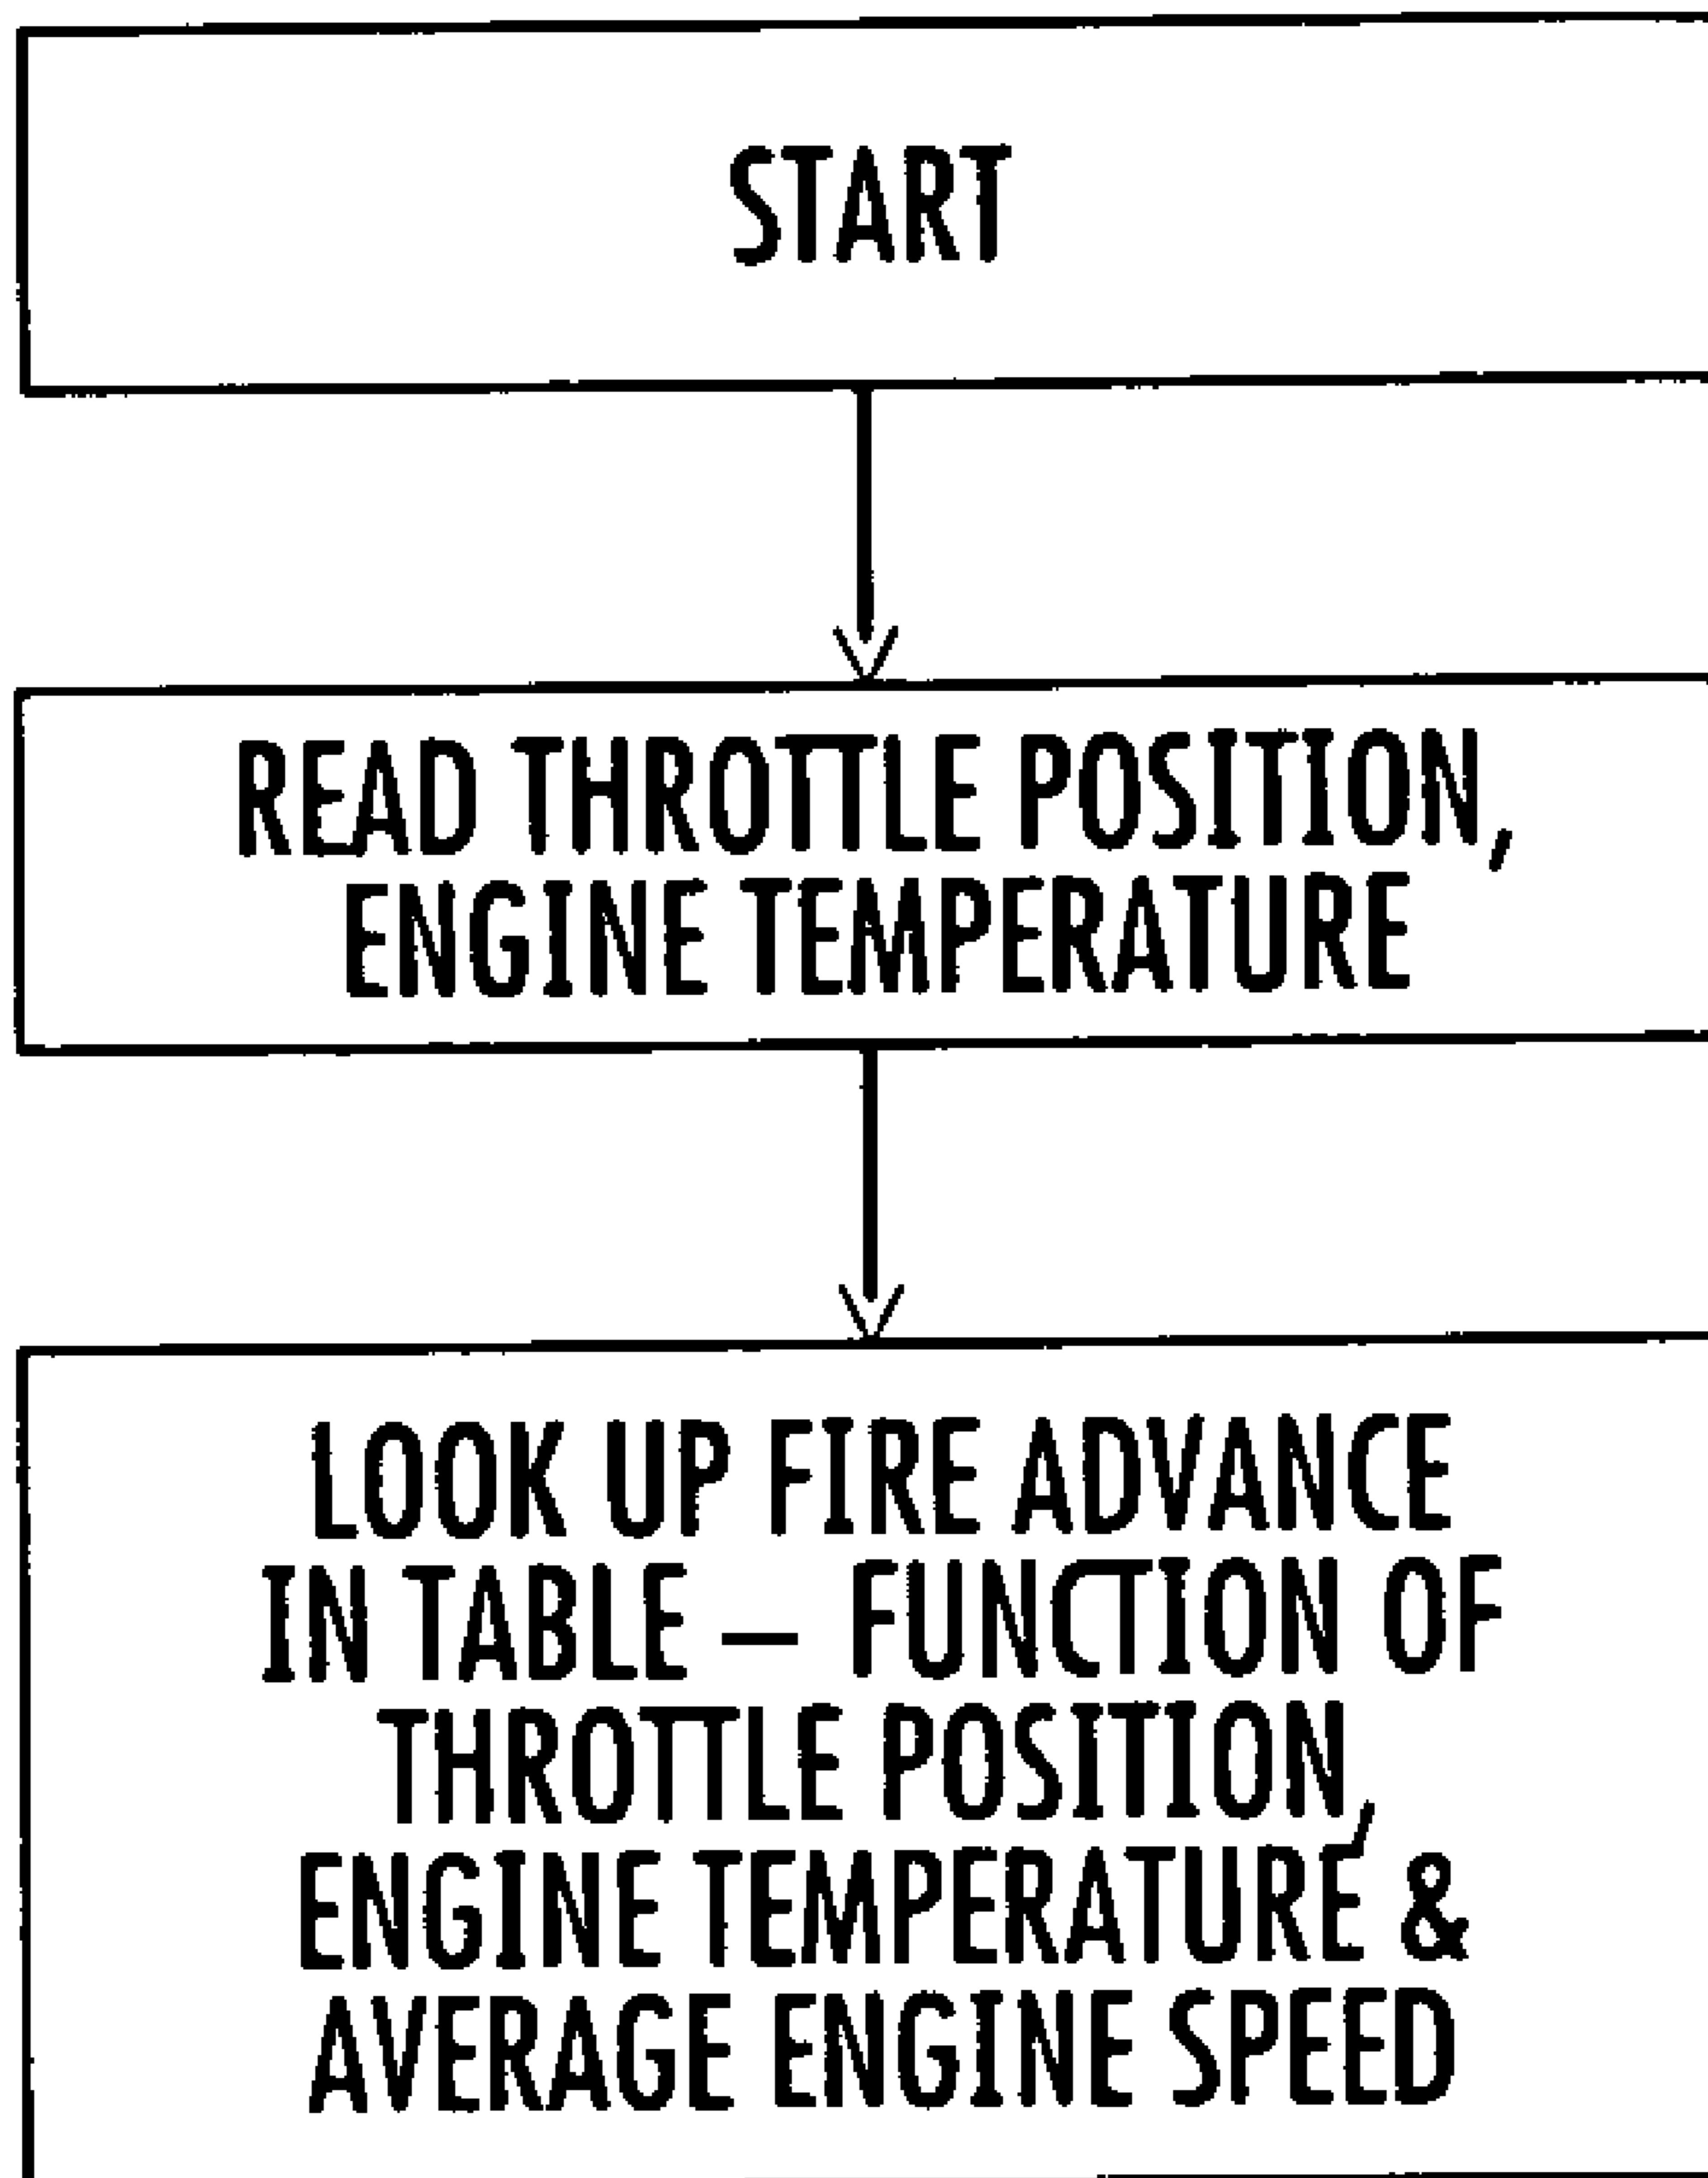 START
READ THROTTLE POSITION,
ENGINE TEMPERATURE
LOOK UP FIRE ADVANCE
IN TABLE — FUNCTION OF
THROTTLE POSITION,
ENGINE TEMPERATURE &
AVERAGE ENGINE SPEED